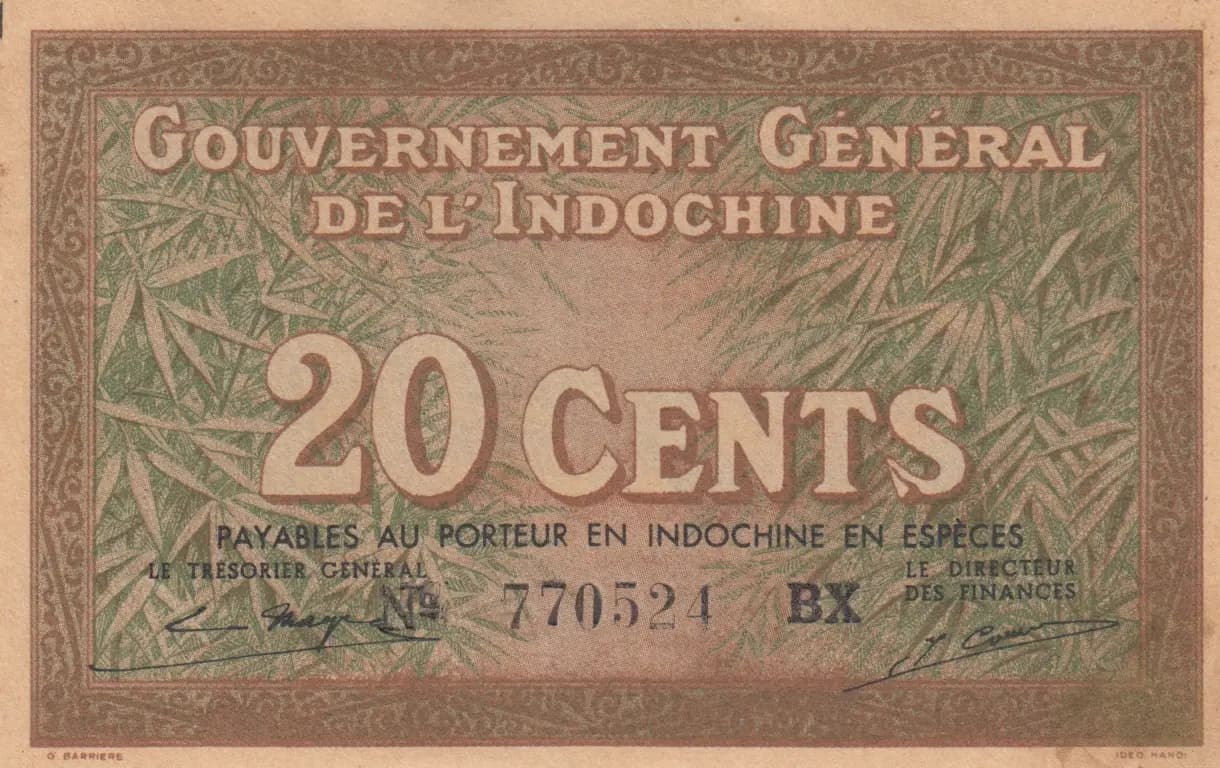 GOUVERNEMENT GÉNÉRAL
DE L'INDOCHINE
20 CENTS
PAYABLES AU PORTEUR EN INDOCHINE EN ESPÈCES
LE TRÉSORIER GÉNÉRAL
LE DIRECTEUR
DES FINANCES
Nº 770524 BX
G. BARRIERE
IDEO HANOI